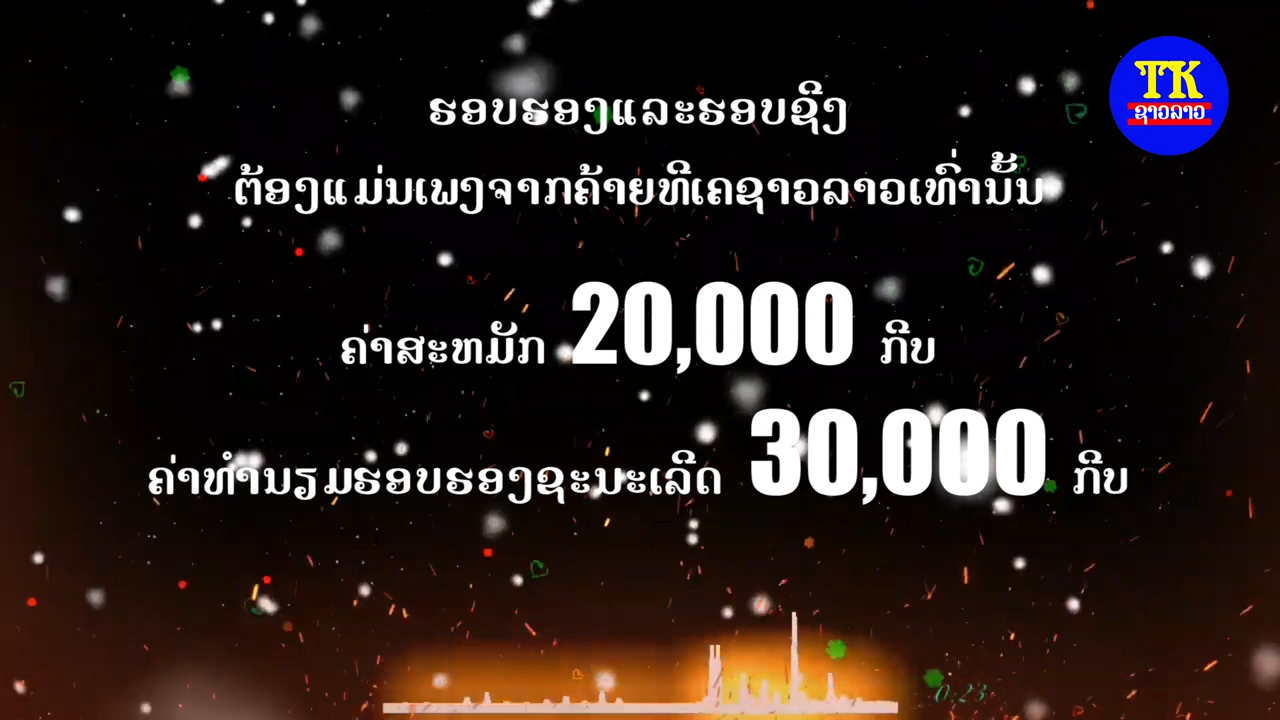 TK
ຊາວລາວ
ຮອບຮອງແລະຮອບຊີງ
ຕ້ອງແມ່ນເພງຈາກຄ້າຍທີເຄຊາວລາວເທົ່ານັ້ນ
ຄ່າສະຫມັກ 20,000 ກີບ
ຄ່າທຳນຽມຮອບຮອງຊະນະເລີດ 30,000 ກີບ
0:23